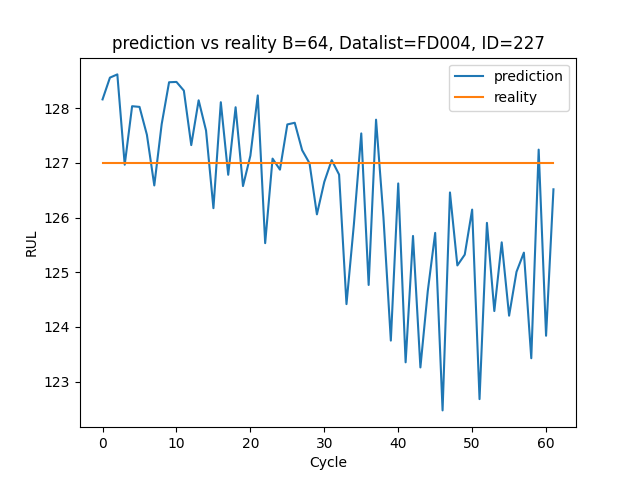 prediction vs reality B=64, Datalist=FD004, ID=227
prediction
reality
128
127
126
125
124
123
RUL
0 10 20 30 40 50 60
Cycle